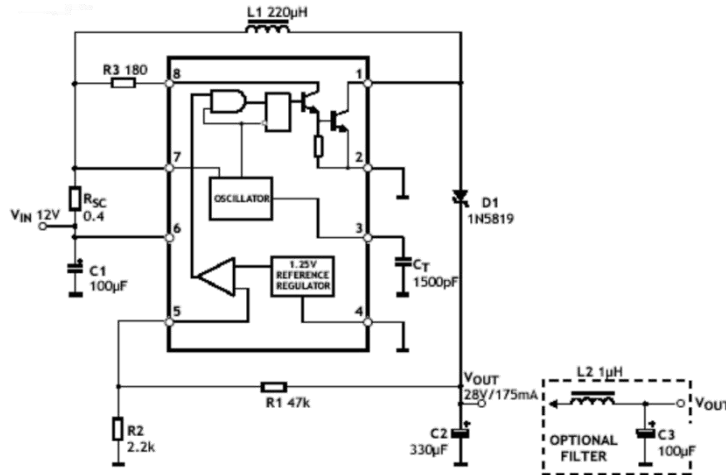 L1 220μH
R3 180
8
1
7
2
OSCILLATOR
RSC
0.4
VIN 12V
D1
1N5819
6
3
C1
100μF
CT
1500pF
1.25V
REFERENCE
REGULATOR
5
4
VOUT
28V/175mA
R1 47k
R2
2.2k
C2
330μF
L2 1μH
VOUT
OPTIONAL
FILTER
C3
100μF